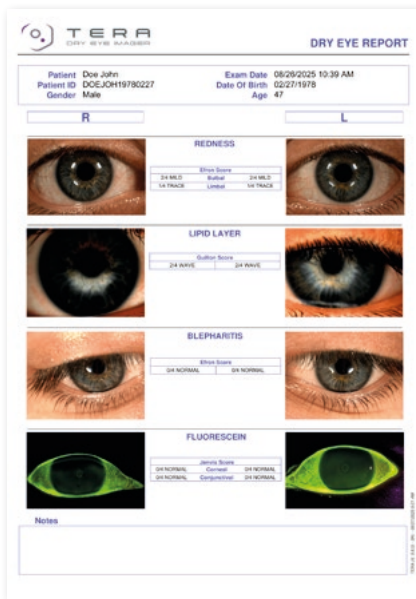 TERA
DRY EYE IMAGER
DRY EYE REPORT
Patient Doe John Exam Date 08/26/2025 10:39 AM
Patient ID DOEJOH19780227 Date Of Birth 02/27/1978
Gender Male Age 47
R L
REDNESS
Efron Score
2/4 MILD Bulbal 2/4 MILD
1/4 TRACE Limbal 1/4 TRACE
LIPID LAYER
Guillon Score
2/4 WAVE 2/4 WAVE
BLEPHARITIS
Efron Score
0/4 NORMAL 0/4 NORMAL
FLUORESCEIN
Jenvis Score
0/4 NORMAL Corneal 0/4 NORMAL
0/4 NORMAL Conjunctival 0/4 NORMAL
Notes